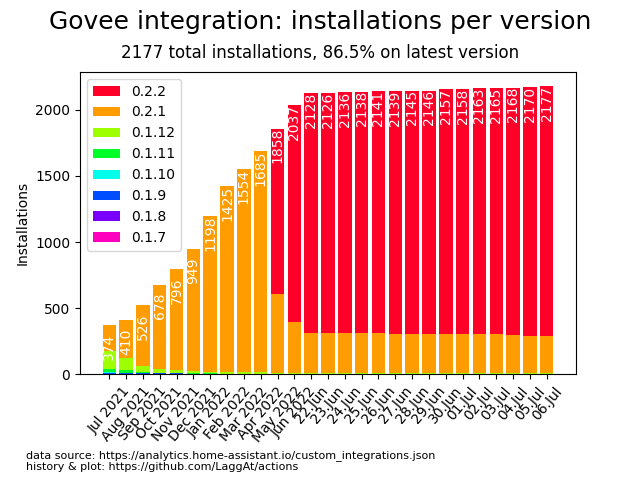 Govee integration: installations per version
2177 total installations, 86.5% on latest version
0.2.2
0.2.1
0.1.12
0.1.11
0.1.10
0.1.9
0.1.8
0.1.7
Installations
2000
1500
1000
500
0
374
410
526
678
796
949
1198
1425
1554
1685
1858
2037
2128
2126
2136
2138
2141
2139
2145
2146
2157
2158
2163
2165
2168
2170
2177
Jul 2021
Aug 2021
Sep 2021
Oct 2021
Nov 2021
Dec 2021
Jan 2022
Feb 2022
Mar 2022
Apr 2022
May 2022
Jun 2022
22.Jun
23.Jun
24.Jun
25.Jun
26.Jun
27.Jun
28.Jun
29.Jun
30.Jun
01.Jul
02.Jul
03.Jul
04.Jul
05.Jul
06.Jul
data source: https://analytics.home-assistant.io/custom_integrations.json
history & plot: https://github.com/LaggAt/actions